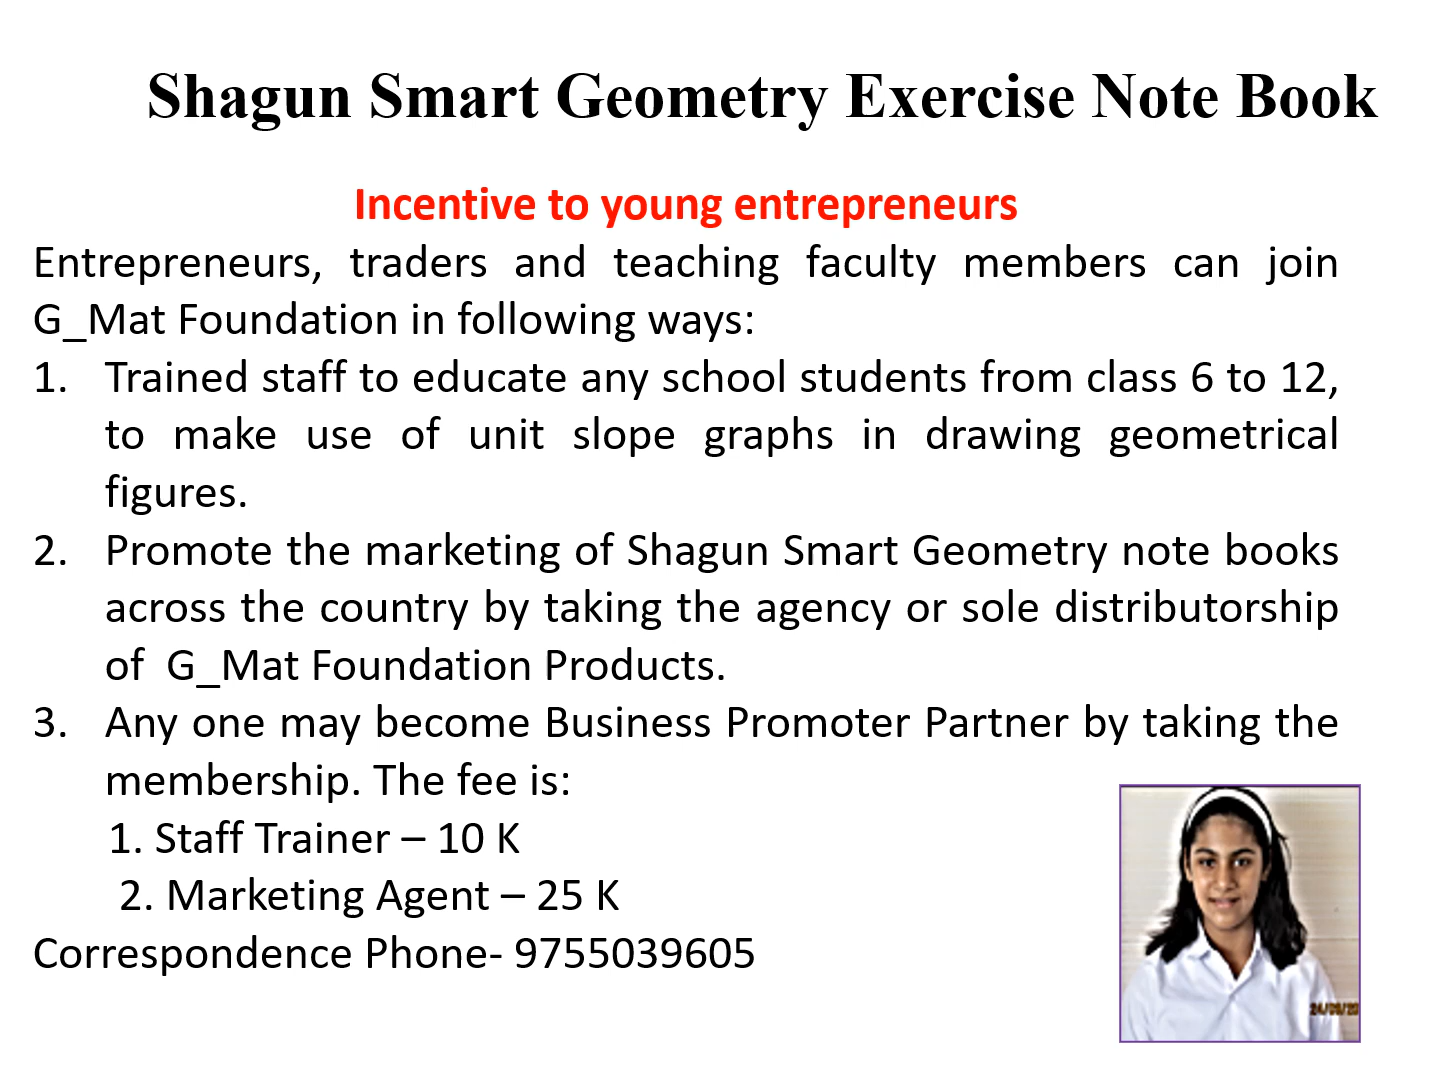 Shagun Smart Geometry Exercise Note Book
Incentive to young entrepreneurs
Entrepreneurs, traders and teaching faculty members can join
G_Mat Foundation in following ways:
1. Trained staff to educate any school students from class 6 to 12,
to make use of unit slope graphs in drawing geometrical
figures.
2. Promote the marketing of Shagun Smart Geometry note books
across the country by taking the agency or sole distributorship
of G_Mat Foundation Products.
3. Any one may become Business Promoter Partner by taking the
membership. The fee is:
1. Staff Trainer – 10 K
2. Marketing Agent – 25 K
Correspondence Phone- 9755039605